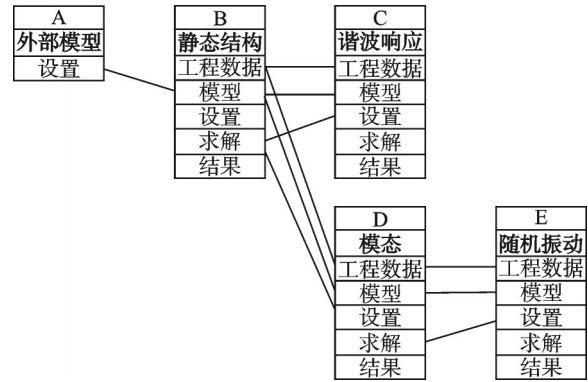 A
外部模型
设置
B
静态结构
工程数据
模型
设置
求解
结果
C
谐波响应
工程数据
模型
设置
求解
结果
D
模态
工程数据
模型
设置
求解
结果
E
随机振动
工程数据
模型
设置
求解
结果